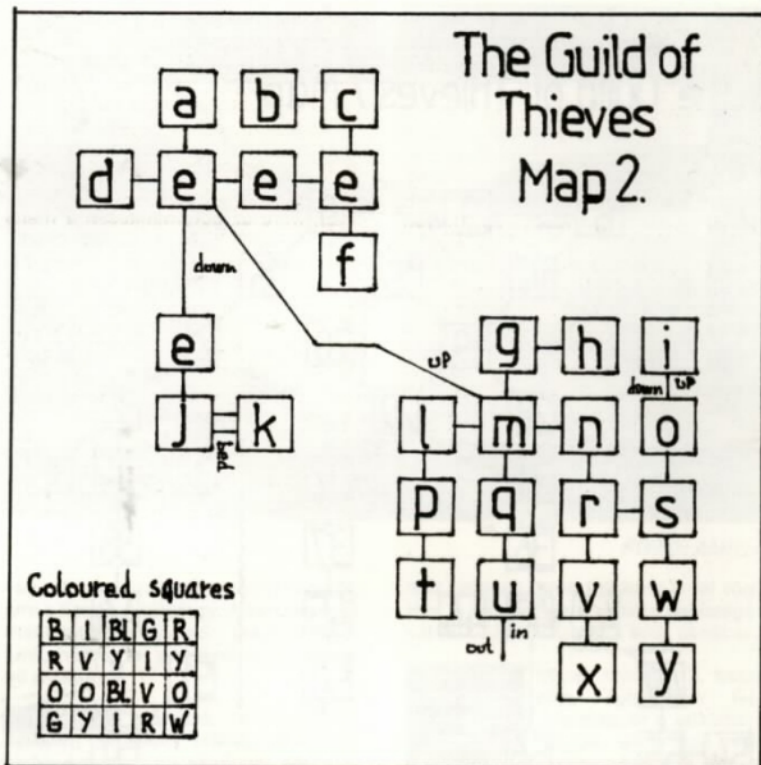 The Guild of
Thieves
Map 2.
a b c
d e e e
f
down
e
up
g h i
down up
j k
bed
l m n o
p q r s
t u v w
out in
x y
Coloured squares
B I BL G R
R V Y I Y
O O BL V O
G Y I R W